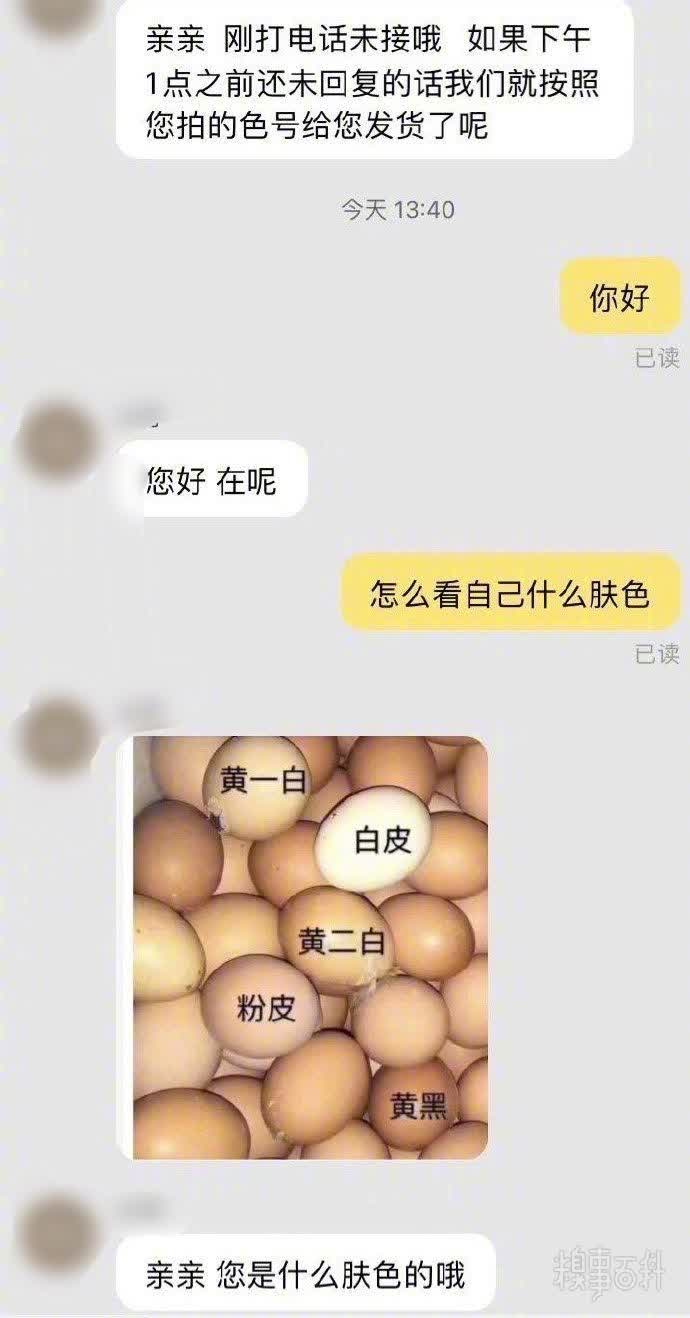 亲亲 刚打电话未接哦 如果下午
1点之前还未回复的话我们就按照
您拍的色号给您发货了呢
今天 13:40
你好
已读
您好 在呢
怎么看自己什么肤色
已读
黄一白
白皮
黄二白
粉皮
黄黑
亲亲 您是什么肤色的哦
糗事百科